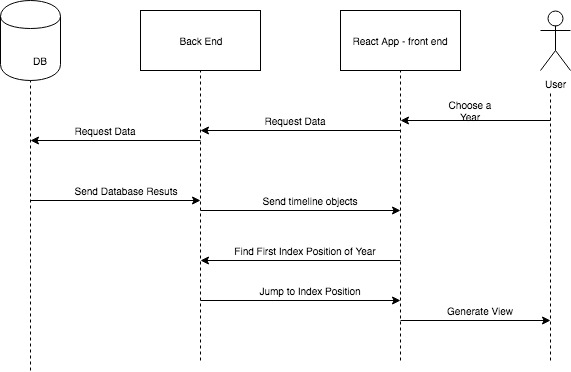 DB
Back End
React App - front end
User
Choose a
Year
Request Data
Request Data
Send Database Resuts
Send timeline objects
Find First Index Position of Year
Jump to Index Position
Generate View